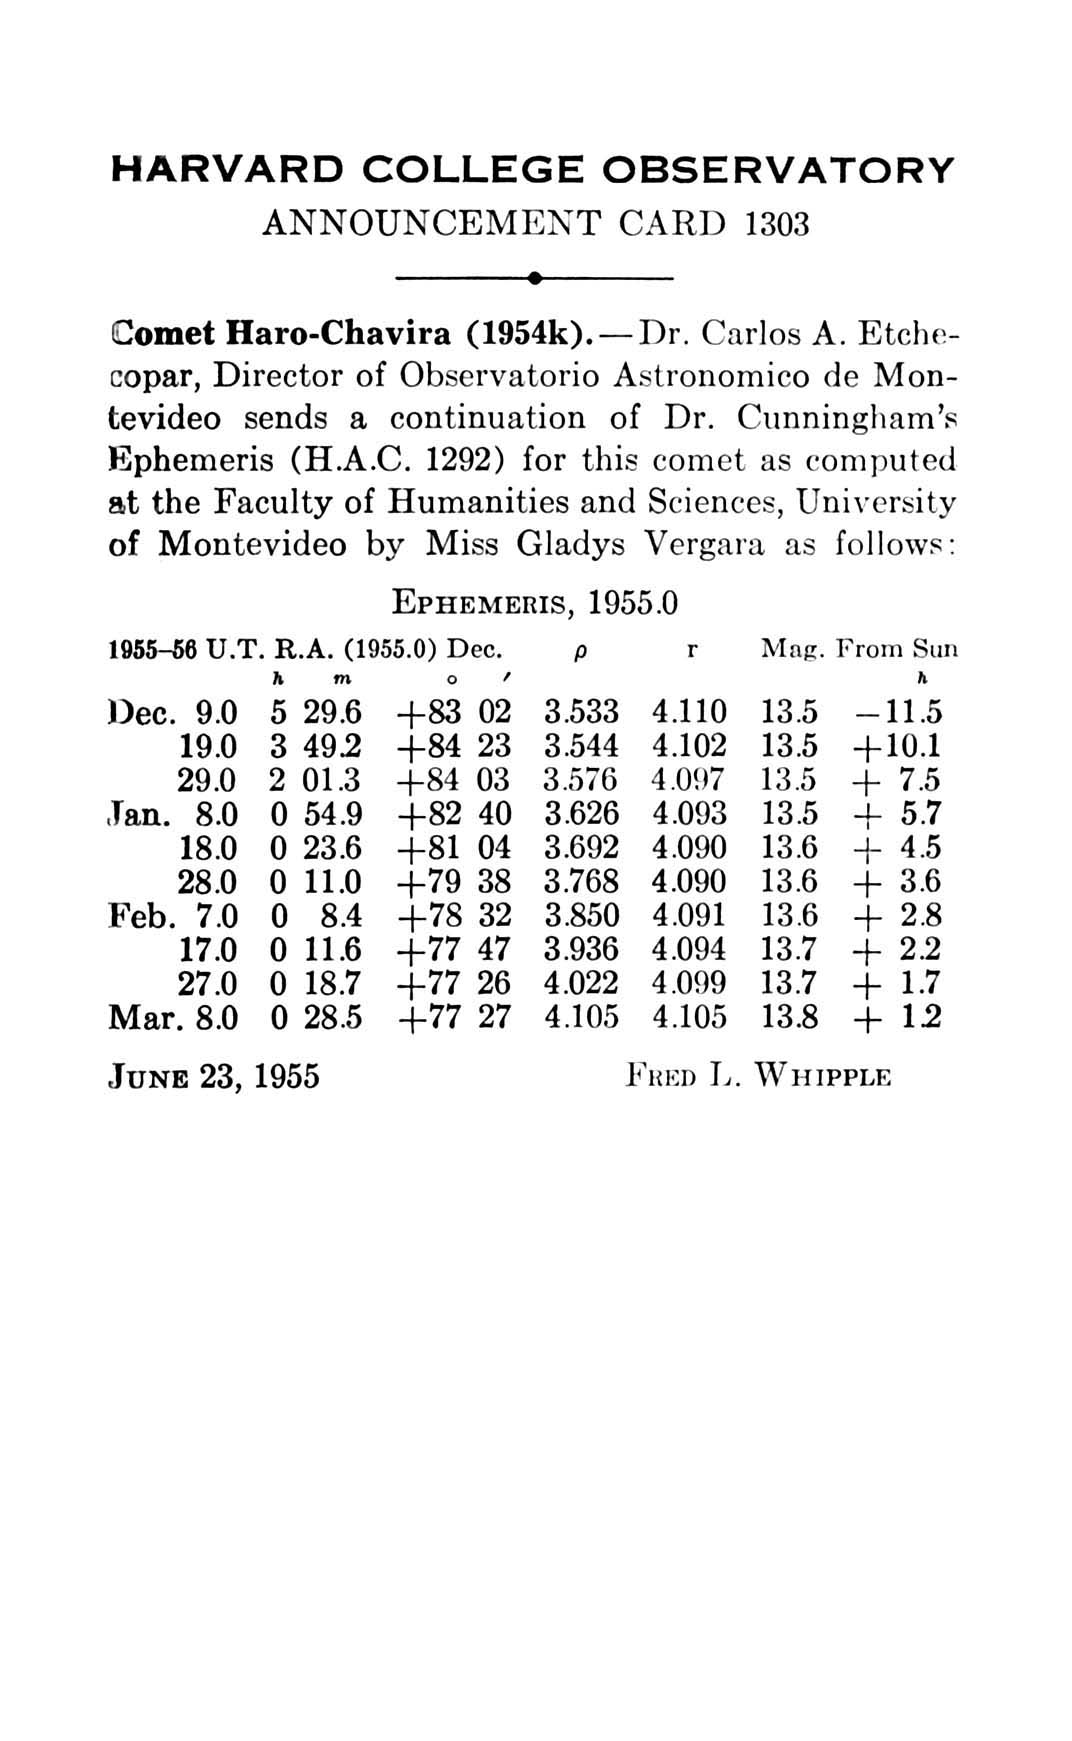 HARVARD COLLEGE OBSERVATORY
ANNOUNCEMENT CARD 1303
Comet Haro-Chavira (1954k).—Dr. Carlos A. Etche-
copar, Director of Observatorio Astronomico de Mon-
tevideo sends a continuation of Dr. Cunningham's
Ephemeris (H.A.C. 1292) for this comet as computed
at the Faculty of Humanities and Sciences, University
of Montevideo by Miss Gladys Vergara as follows:
EPHEMERIS, 1955.0
1955–56 U.T. R.A. (1955.0) Dec. ρ r Mag. From Sun
h m ° ′ h
Dec. 9.0 5 29.6 +83 02 3.533 4.110 13.5 −11.5
19.0 3 49.2 +84 23 3.544 4.102 13.5 +10.1
29.0 2 01.3 +84 03 3.576 4.097 13.5 + 7.5
Jan. 8.0 0 54.9 +82 40 3.626 4.093 13.5 + 5.7
18.0 0 23.6 +81 04 3.692 4.090 13.6 + 4.5
28.0 0 11.0 +79 38 3.768 4.090 13.6 + 3.6
Feb. 7.0 0 8.4 +78 32 3.850 4.091 13.6 + 2.8
17.0 0 11.6 +77 47 3.936 4.094 13.7 + 2.2
27.0 0 18.7 +77 26 4.022 4.099 13.7 + 1.7
Mar. 8.0 0 28.5 +77 27 4.105 4.105 13.8 + 1.2
JUNE 23, 1955 FRED L. WHIPPLE